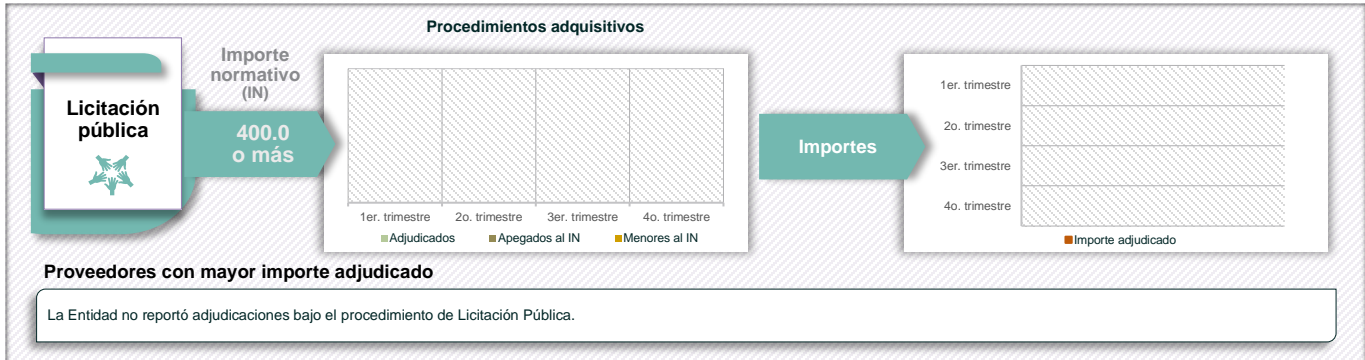 Procedimientos adquisitivos
Licitación
pública
Importe
normativo
(IN)
400.0
o más
1er. trimestre 2o. trimestre 3er. trimestre 4o. trimestre
Adjudicados Apegados al IN Menores al IN
Importes
1er. trimestre
2o. trimestre
3er. trimestre
4o. trimestre
Importe adjudicado
Proveedores con mayor importe adjudicado
La Entidad no reportó adjudicaciones bajo el procedimiento de Licitación Pública.